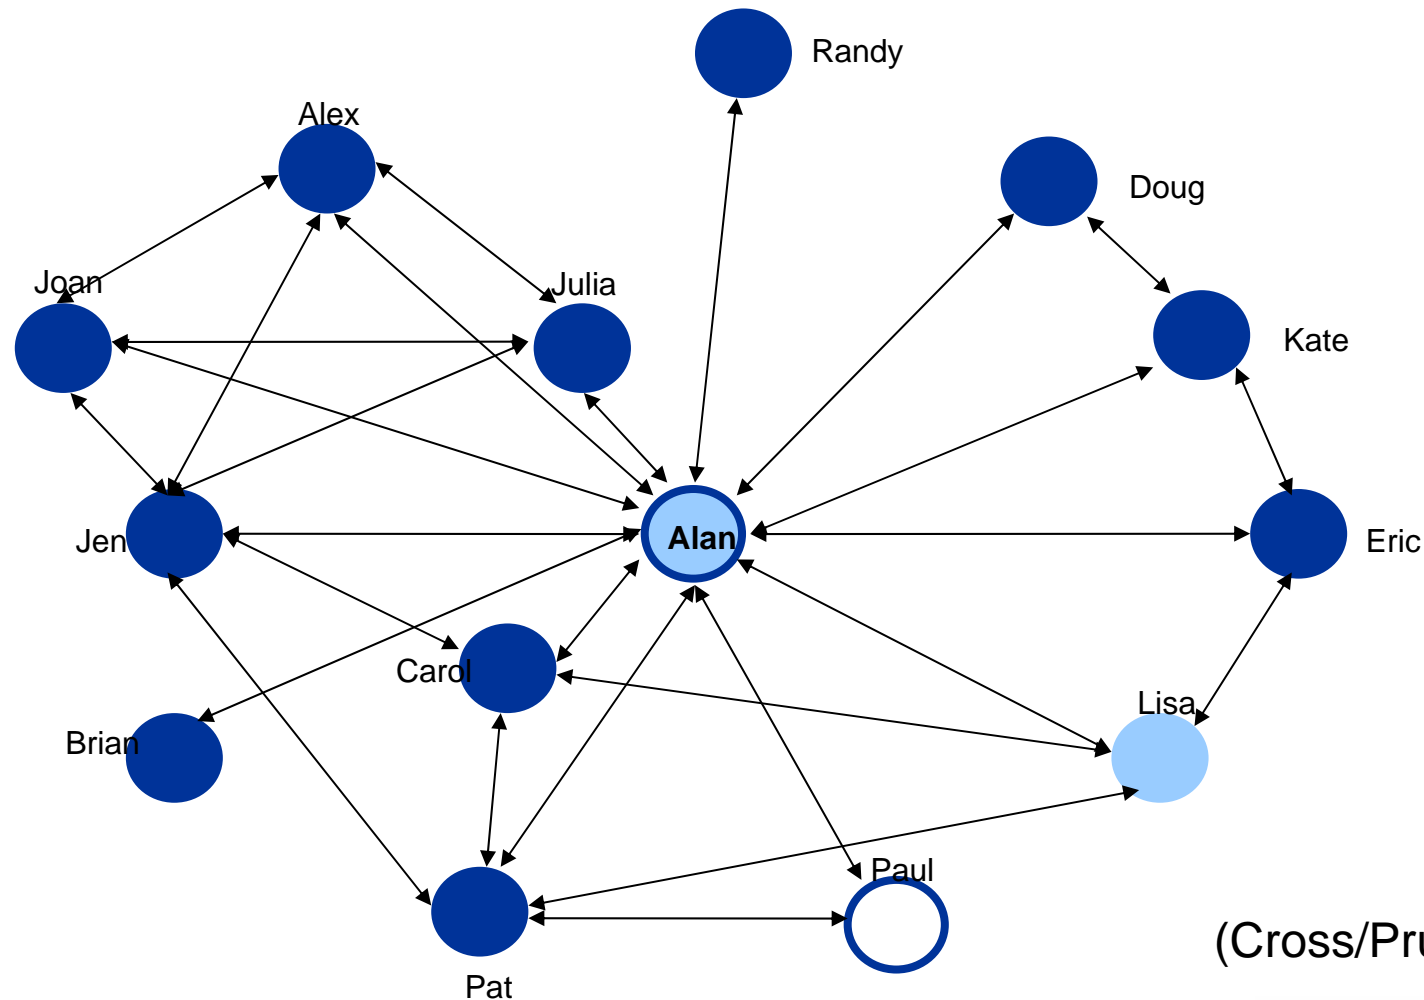 Randy
Alex
Doug
Joan
Julia
Kate
Jen
Alan
Eric
Carol
Lisa
Brian
Paul
(Cross/Pru
Pat